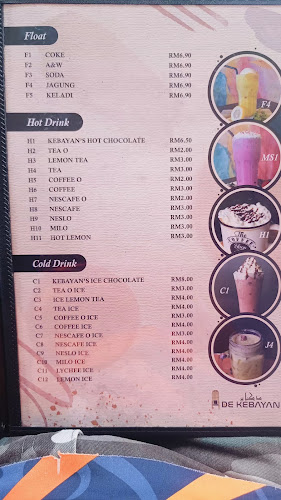 Float
F1 COKE RM6.90
F2 A&W RM6.90
F3 SODA RM6.90
F4 JAGUNG RM6.90
F5 KELADI RM6.90
F4
Hot Drink
H1 KEBAYAN'S HOT CHOCOLATE RM6.50
H2 TEA O RM2.00
H3 LEMON TEA RM3.00
H4 TEA RM3.00
H5 COFFEE O RM2.00
H6 COFFEE RM3.00
H7 NESCAFE O RM2.00
H8 NESCAFE RM3.00
H9 NESLO RM3.00
H10 MILO RM3.00
H11 HOT LEMON RM3.00
MS1
The
COFFEE
H1
Cold Drink
C1 KEBAYAN'S ICE CHOCOLATE RM8.00
C2 TEA O ICE RM3.00
C3 ICE LEMON TEA RM4.00
C4 TEA ICE RM4.00
C5 COFFEE O ICE RM3.00
C6 COFFEE ICE RM4.00
C7 NESCAFE O ICE RM3.00
C8 NESCAFE ICE RM4.00
C9 NESLO ICE RM4.00
C10 MILO ICE RM4.00
C11 LYCHEE ICE RM4.00
C12 LEMON ICE RM4.00
C1
J4
DE KEBAYAN